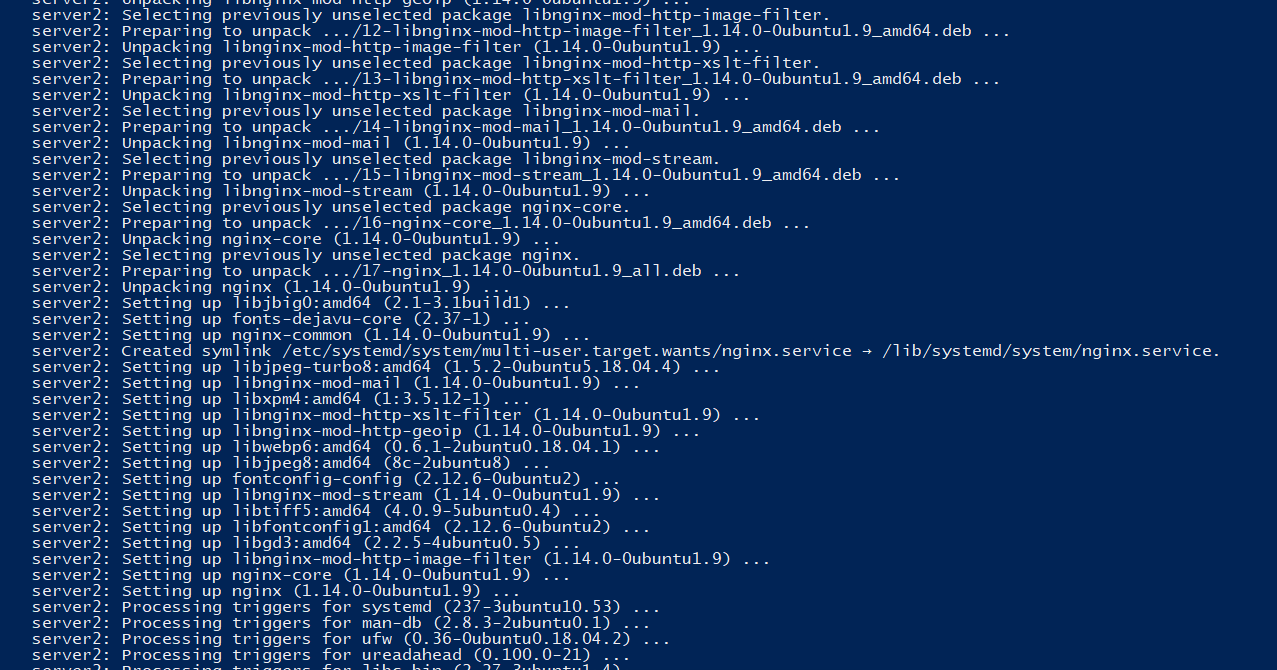 server2: Unpacking libnginx-mod-http-geoip (1.14.0-0ubuntu1.9) ...
server2: Selecting previously unselected package libnginx-mod-http-image-filter.
server2: Preparing to unpack .../12-libnginx-mod-http-image-filter_1.14.0-0ubuntu1.9_amd64.deb ...
server2: Unpacking libnginx-mod-http-image-filter (1.14.0-0ubuntu1.9) ...
server2: Selecting previously unselected package libnginx-mod-http-xslt-filter.
server2: Preparing to unpack .../13-libnginx-mod-http-xslt-filter_1.14.0-0ubuntu1.9_amd64.deb ...
server2: Unpacking libnginx-mod-http-xslt-filter (1.14.0-0ubuntu1.9) ...
server2: Selecting previously unselected package libnginx-mod-mail.
server2: Preparing to unpack .../14-libnginx-mod-mail_1.14.0-0ubuntu1.9_amd64.deb ...
server2: Unpacking libnginx-mod-mail (1.14.0-0ubuntu1.9) ...
server2: Selecting previously unselected package libnginx-mod-stream.
server2: Preparing to unpack .../15-libnginx-mod-stream_1.14.0-0ubuntu1.9_amd64.deb ...
server2: Unpacking libnginx-mod-stream (1.14.0-0ubuntu1.9) ...
server2: Selecting previously unselected package nginx-core.
server2: Preparing to unpack .../16-nginx-core_1.14.0-0ubuntu1.9_amd64.deb ...
server2: Unpacking nginx-core (1.14.0-0ubuntu1.9) ...
server2: Selecting previously unselected package nginx.
server2: Preparing to unpack .../17-nginx_1.14.0-0ubuntu1.9_all.deb ...
server2: Unpacking nginx (1.14.0-0ubuntu1.9) ...
server2: Setting up libjbig0:amd64 (2.1-3.1build1) ...
server2: Setting up fonts-dejavu-core (2.37-1) ...
server2: Setting up nginx-common (1.14.0-0ubuntu1.9) ...
server2: Created symlink /etc/systemd/system/multi-user.target.wants/nginx.service → /lib/systemd/system/nginx.service.
server2: Setting up libjpeg-turbo8:amd64 (1.5.2-0ubuntu5.18.04.4) ...
server2: Setting up libnginx-mod-mail (1.14.0-0ubuntu1.9) ...
server2: Setting up libxpm4:amd64 (1:3.5.12-1) ...
server2: Setting up libnginx-mod-http-xslt-filter (1.14.0-0ubuntu1.9) ...
server2: Setting up libnginx-mod-http-geoip (1.14.0-0ubuntu1.9) ...
server2: Setting up libwebp6:amd64 (0.6.1-2ubuntu0.18.04.1) ...
server2: Setting up libjpeg8:amd64 (8c-2ubuntu8) ...
server2: Setting up fontconfig-config (2.12.6-0ubuntu2) ...
server2: Setting up libnginx-mod-stream (1.14.0-0ubuntu1.9) ...
server2: Setting up libtiff5:amd64 (4.0.9-5ubuntu0.4) ...
server2: Setting up libfontconfig1:amd64 (2.12.6-0ubuntu2) ...
server2: Setting up libgd3:amd64 (2.2.5-4ubuntu0.5) ...
server2: Setting up libnginx-mod-http-image-filter (1.14.0-0ubuntu1.9) ...
server2: Setting up nginx-core (1.14.0-0ubuntu1.9) ...
server2: Setting up nginx (1.14.0-0ubuntu1.9) ...
server2: Processing triggers for systemd (237-3ubuntu10.53) ...
server2: Processing triggers for man-db (2.8.3-2ubuntu0.1) ...
server2: Processing triggers for ufw (0.36-0ubuntu0.18.04.2) ...
server2: Processing triggers for ureadahead (0.100.0-21) ...
server2: Processing triggers for libc-bin (2.27-3ubuntu1.4) ...